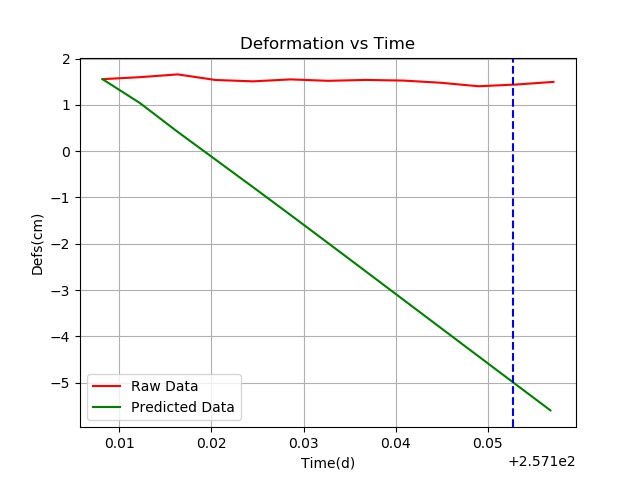 Deformation vs Time
2
1
0
−1
−2
−3
−4
−5
Defs(cm)
Raw Data
Predicted Data
0.01 0.02 0.03 0.04 0.05
Time(d)
+2.571e2